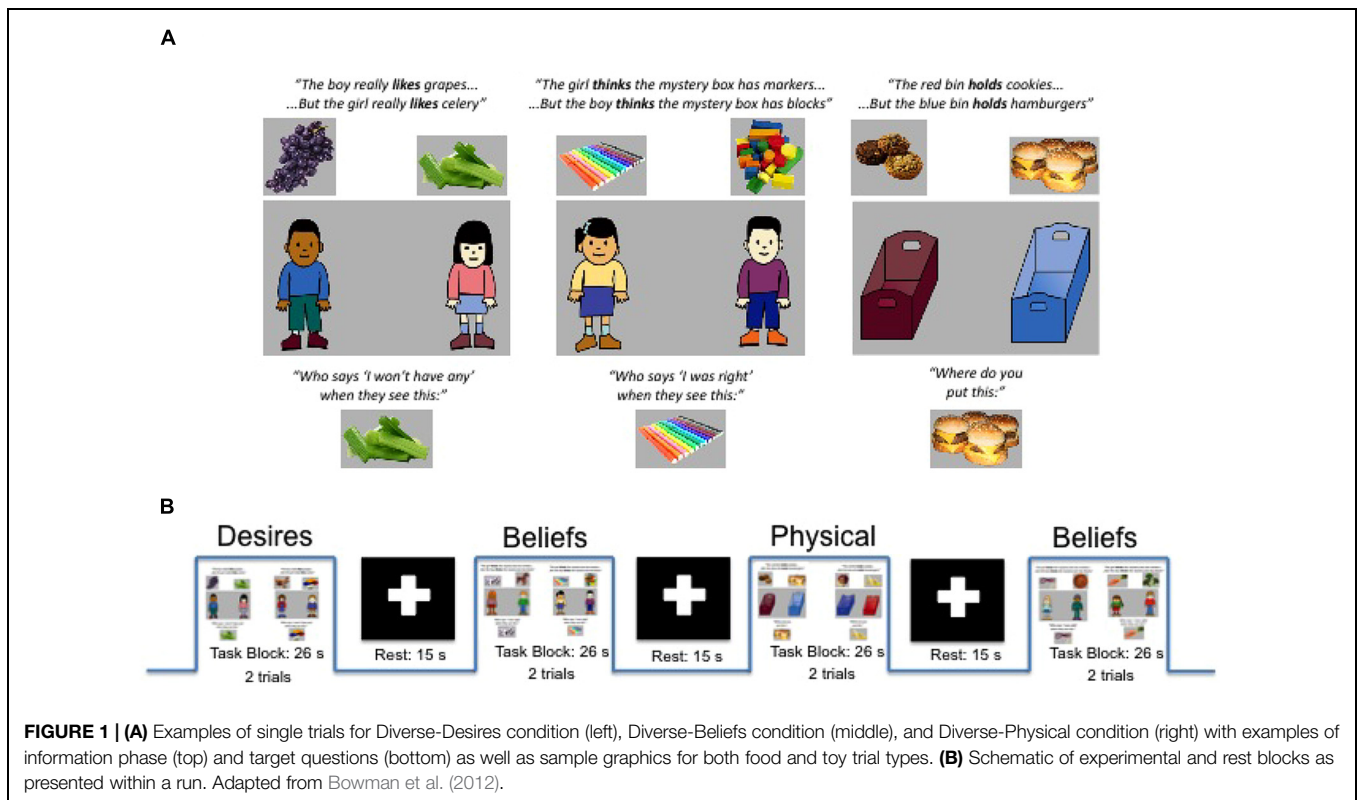 A
"The boy really likes grapes...
...But the girl really likes celery"
"The girl thinks the mystery box has markers...
...But the boy thinks the mystery box has blocks"
"The red bin holds cookies...
...But the blue bin holds hamburgers"
"Who says 'I won't have any'
when they see this:"
"Who says 'I was right'
when they see this:"
"Where do you
put this:"
B
Desires
Beliefs
Physical
Beliefs
Task Block: 26 s
2 trials
Rest: 15 s
Task Block: 26 s
2 trials
Rest: 15 s
Task Block: 26 s
2 trials
Rest: 15 s
Task Block: 26 s
2 trials
FIGURE 1 | (A) Examples of single trials for Diverse-Desires condition (left), Diverse-Beliefs condition (middle), and Diverse-Physical condition (right) with examples of
information phase (top) and target questions (bottom) as well as sample graphics for both food and toy trial types. (B) Schematic of experimental and rest blocks as
presented within a run. Adapted from Bowman et al. (2012).